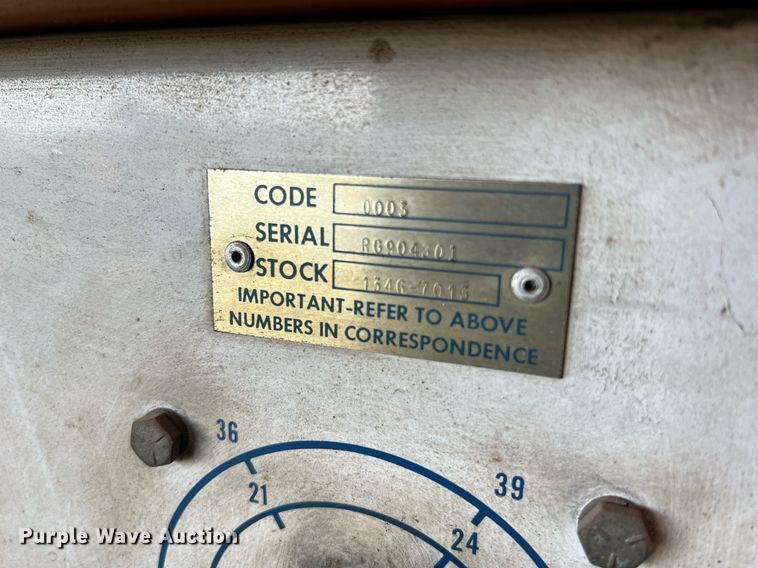 CODE 0003
SERIAL RG904301
STOCK 1346-7013
IMPORTANT-REFER TO ABOVE
NUMBERS IN CORRESPONDENCE
36
39
21
24
Purple Wave Auction